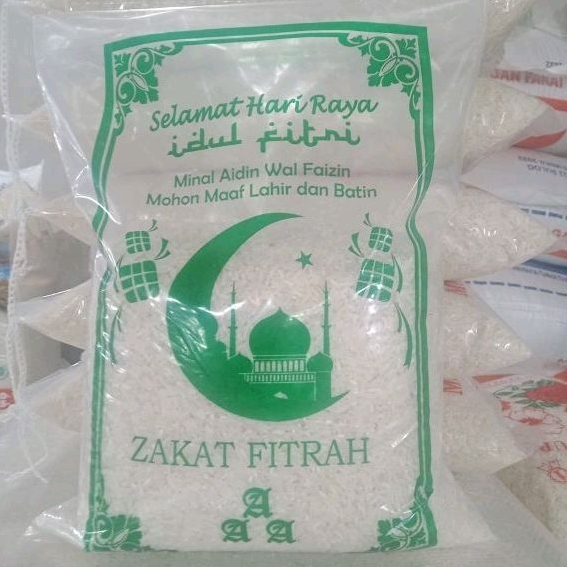 Selamat Hari Raya
idul fitri
Minal Aidin Wal Faizin
Mohon Maaf Lahir dan Batin
ZAKAT FITRAH
A
A A A